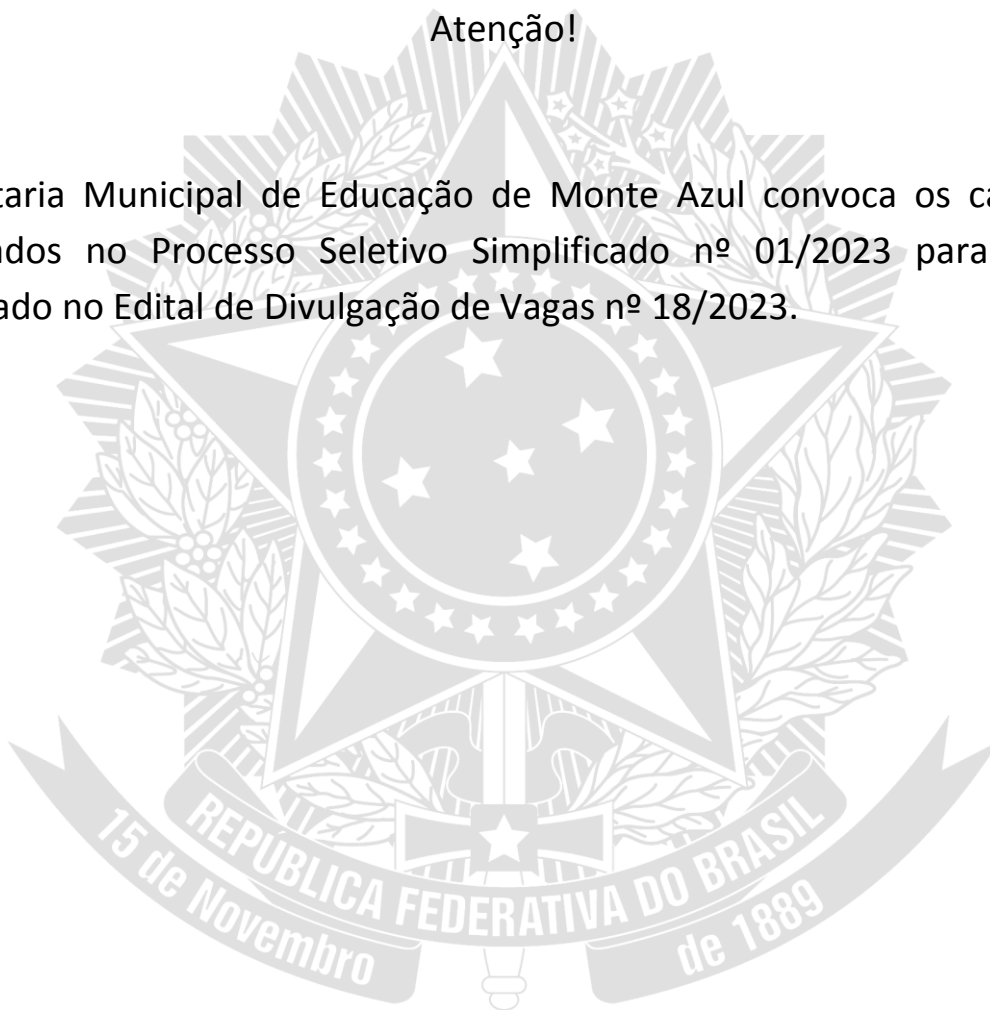 Atenção!
taria Municipal de Educação de Monte Azul convoca os ca
ados no Processo Seletivo Simplificado nº 01/2023 para
ado no Edital de Divulgação de Vagas nº 18/2023.
REPÚBLICA FEDERATIVA DO BRASIL
15 de Novembro de 1889